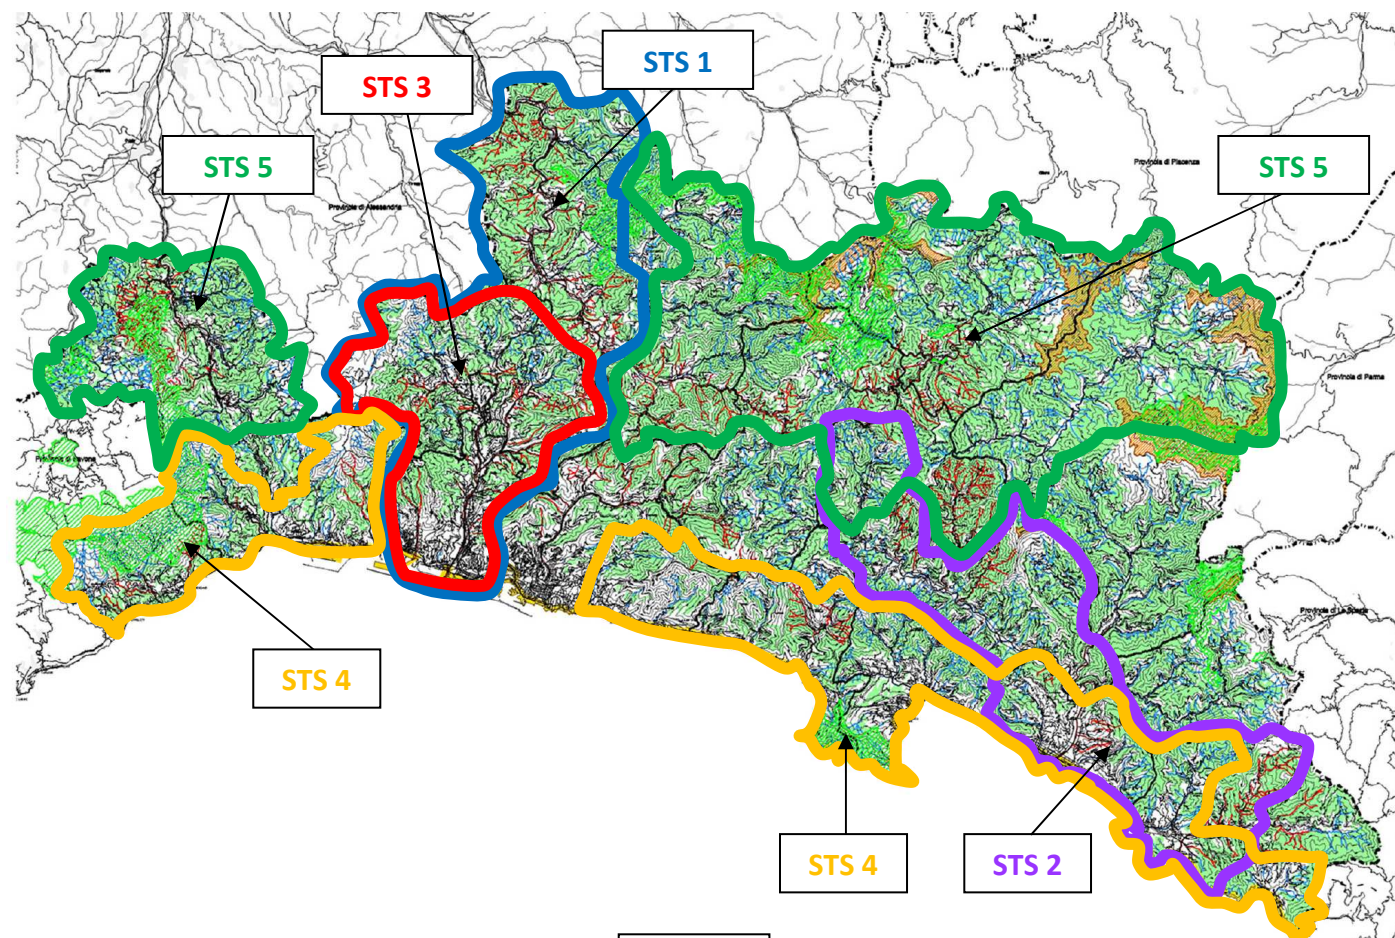 STS 1
STS 3
STS 5
STS 5
Provincia di Piacenza
Provincia di Alessandria
Provincia di Parma
Provincia di Savona
Provincia di La Spezia
STS 4
STS 4
STS 2